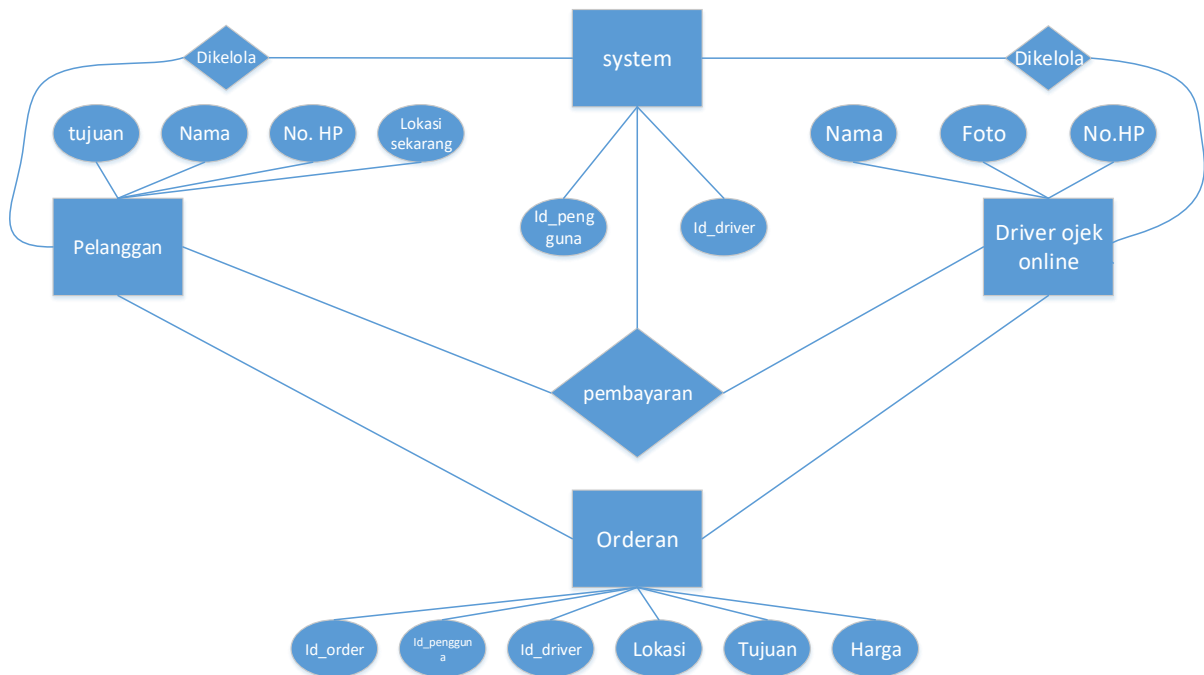 system
Dikelola
Dikelola
tujuan
Nama
No. HP
Lokasi
sekarang
Nama
Foto
No.HP
Id_peng
guna
Id_driver
Pelanggan
Driver ojek
online
pembayaran
Orderan
Id_order
Id_penggun
a
Id_driver
Lokasi
Tujuan
Harga